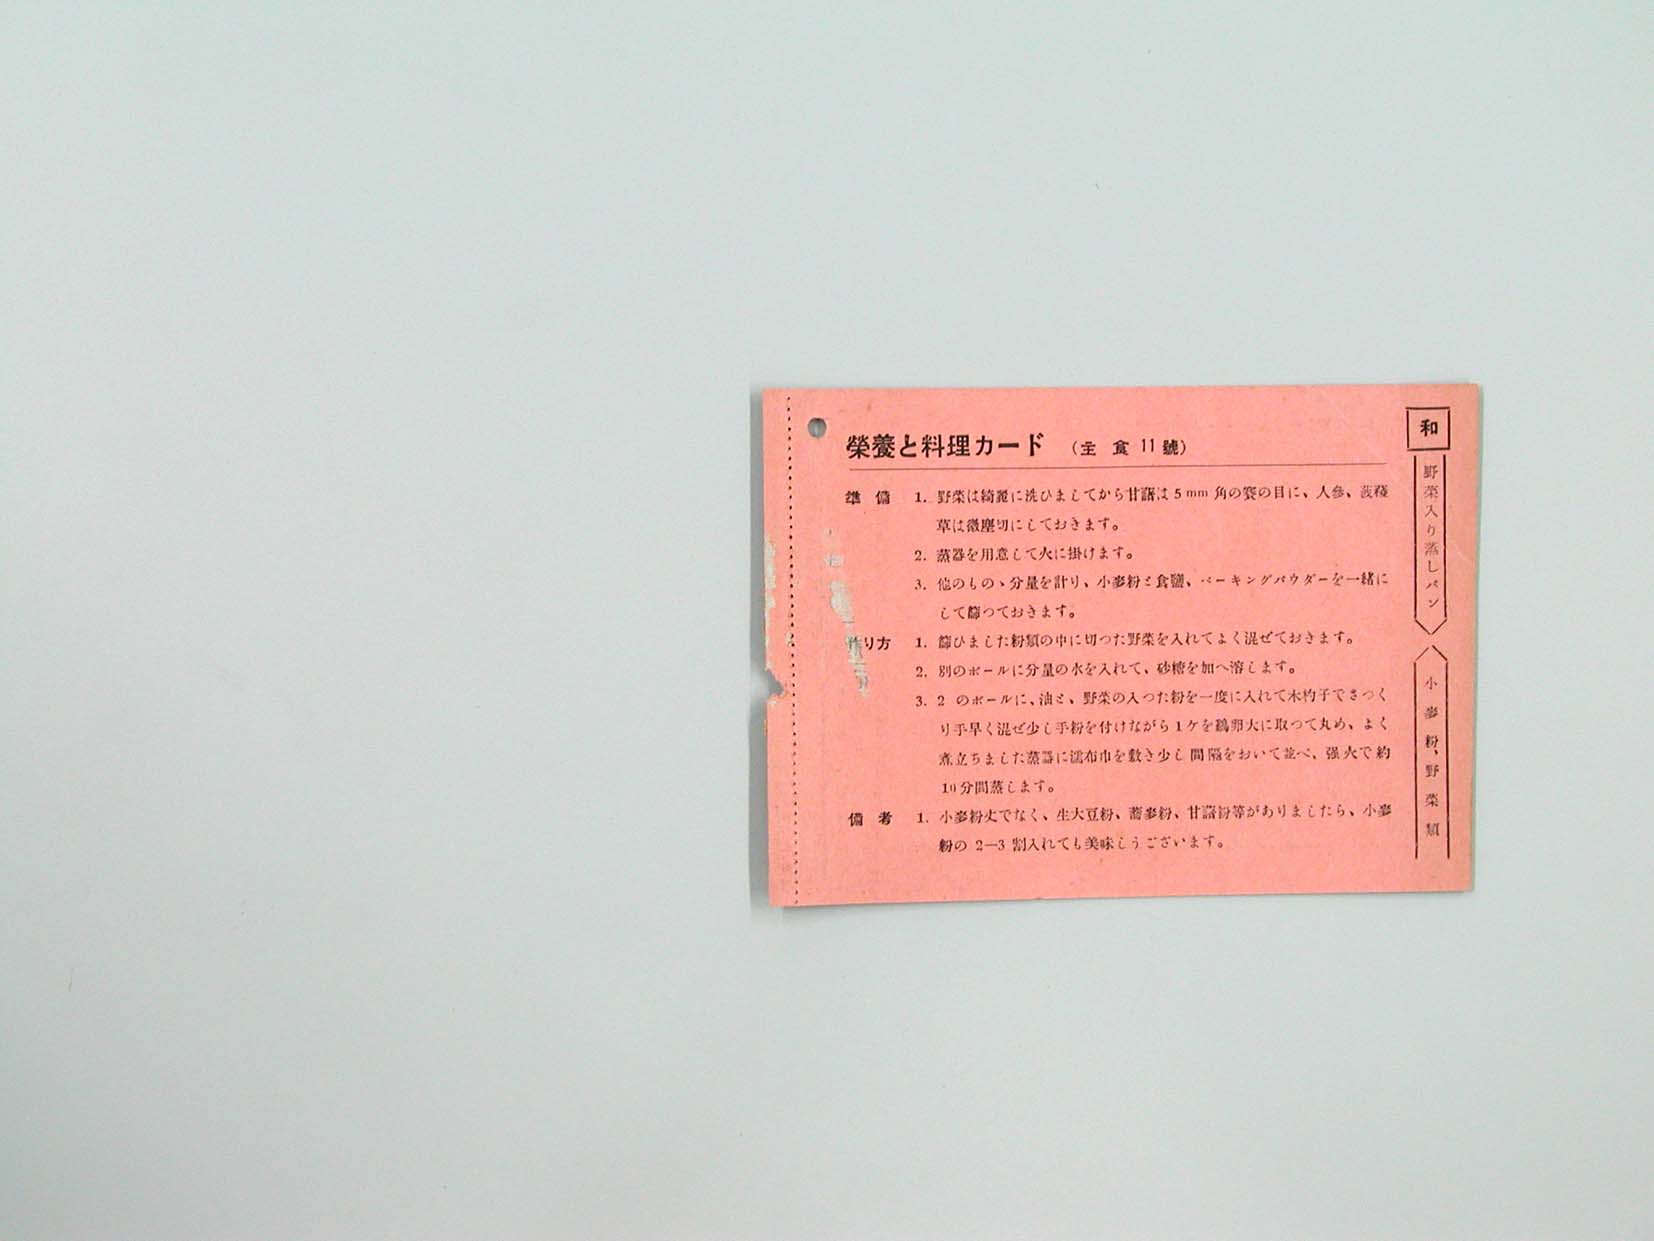 榮養と料理カード （主食11號）
準備 1. 野菜は綺麗に洗ひましてから甘藷は5mm角の賽の目に、人參、菠薐
草は微塵切にしておきます。
2. 蒸器を用意して火に掛けます。
3. 他のものゝ分量を計り、小麥粉と食鹽、ベーキングパウダーを一緒に
して篩つておきます。
作り方 1. 篩ひました粉類の中に切つた野菜を入れてよく混ぜておきます。
2. 別のボールに分量の水を入れて、砂糖を加へ溶します。
3. 2のボールに、油と、野菜の入つた粉を一度に入れて木杓子でさつく
り手早く混ぜ少し手粉を付けながら1ケを鷄卵大に取つて丸め、よく
煮立ちました蒸器に濡布巾を敷き少し間隔をおいて並べ、强火で約
10分間蒸します。
備考 1. 小麥粉丈でなく、生大豆粉、蕎麥粉、甘藷粉等がありましたら、小麥
粉の2—3割入れても美味しうございます。
和
野菜入り蒸しパン
小麥粉、野菜類